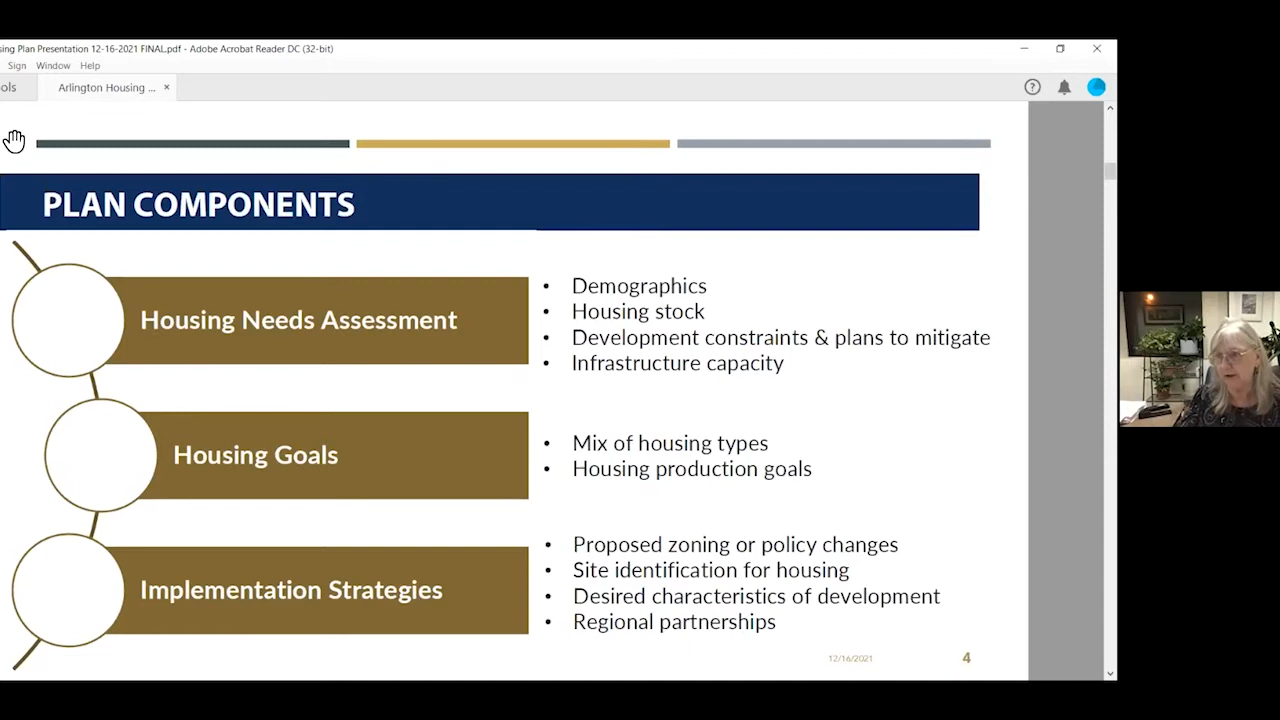 sing Plan Presentation 12-16-2021 FINAL.pdf - Adobe Acrobat Reader DC (32-bit)
Sign Window Help
ols
Arlington Housing ... ×
PLAN COMPONENTS
Housing Needs Assessment
• Demographics
• Housing stock
• Development constraints & plans to mitigate
• Infrastructure capacity
Housing Goals
• Mix of housing types
• Housing production goals
Implementation Strategies
• Proposed zoning or policy changes
• Site identification for housing
• Desired characteristics of development
• Regional partnerships
12/16/2021
4